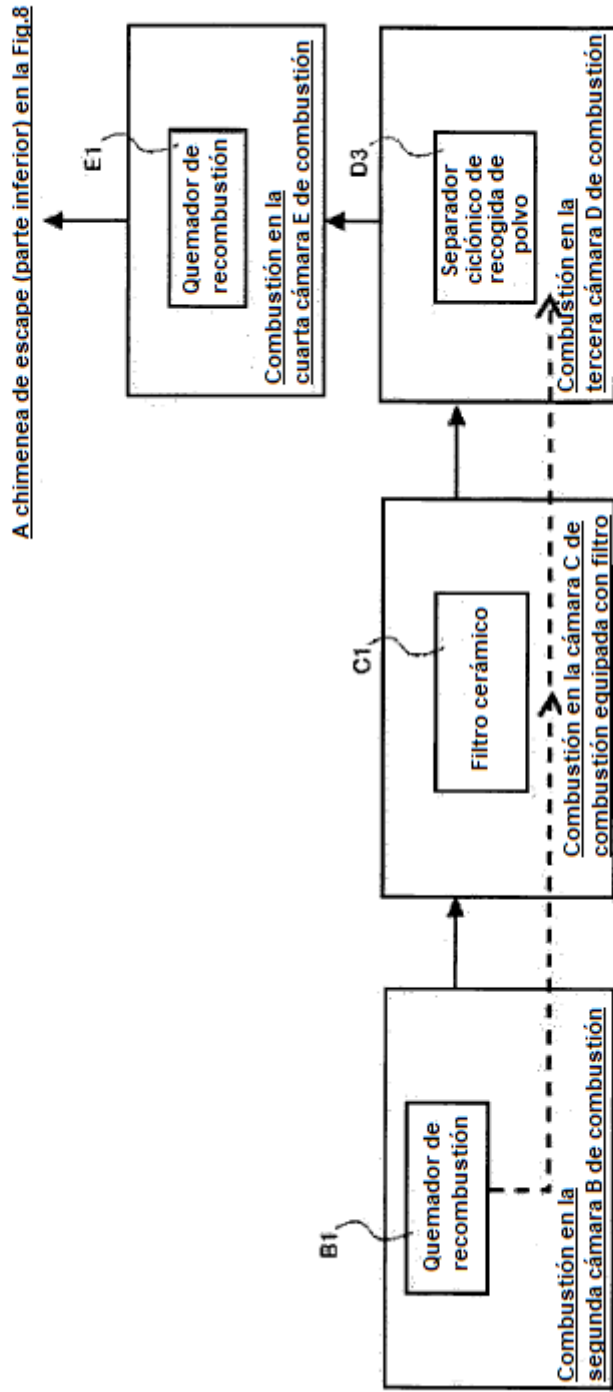 A chimenea de escape (parte inferior) en la Fig.8
E1
Quemador de
recombustión
Combustión en la
cuarta cámara E de combustión
B1
Quemador de
recombustión
Combustión en la
segunda cámara B de combustión
C1
Filtro cerámico
Combustión en la cámara C de
combustión equipada con filtro
D3
Separador
ciclónico de
recogida de
polvo
Combustión en la
tercera cámara D de combustión